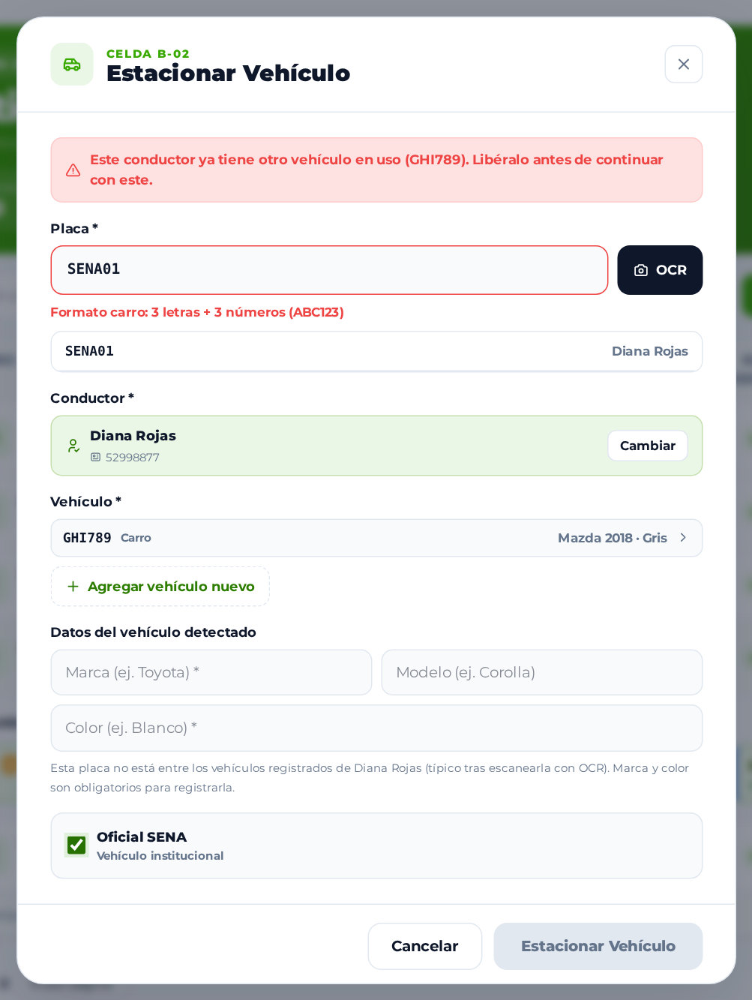 CELDA B-02
Estacionar Vehículo
Este conductor ya tiene otro vehículo en uso (GHI789). Libéralo antes de continuar
con este.
Placa *
SENA01
OCR
Formato carro: 3 letras + 3 números (ABC123)
SENA01 Diana Rojas
Conductor *
Diana Rojas
52998877
Cambiar
Vehículo *
GHI789 Carro Mazda 2018 · Gris
Agregar vehículo nuevo
Datos del vehículo detectado
Marca (ej. Toyota) * Modelo (ej. Corolla)
Color (ej. Blanco) *
Esta placa no está entre los vehículos registrados de Diana Rojas (típico tras escanearla con OCR). Marca y color
son obligatorios para registrarla.
Oficial SENA
Vehículo institucional
Cancelar Estacionar Vehículo